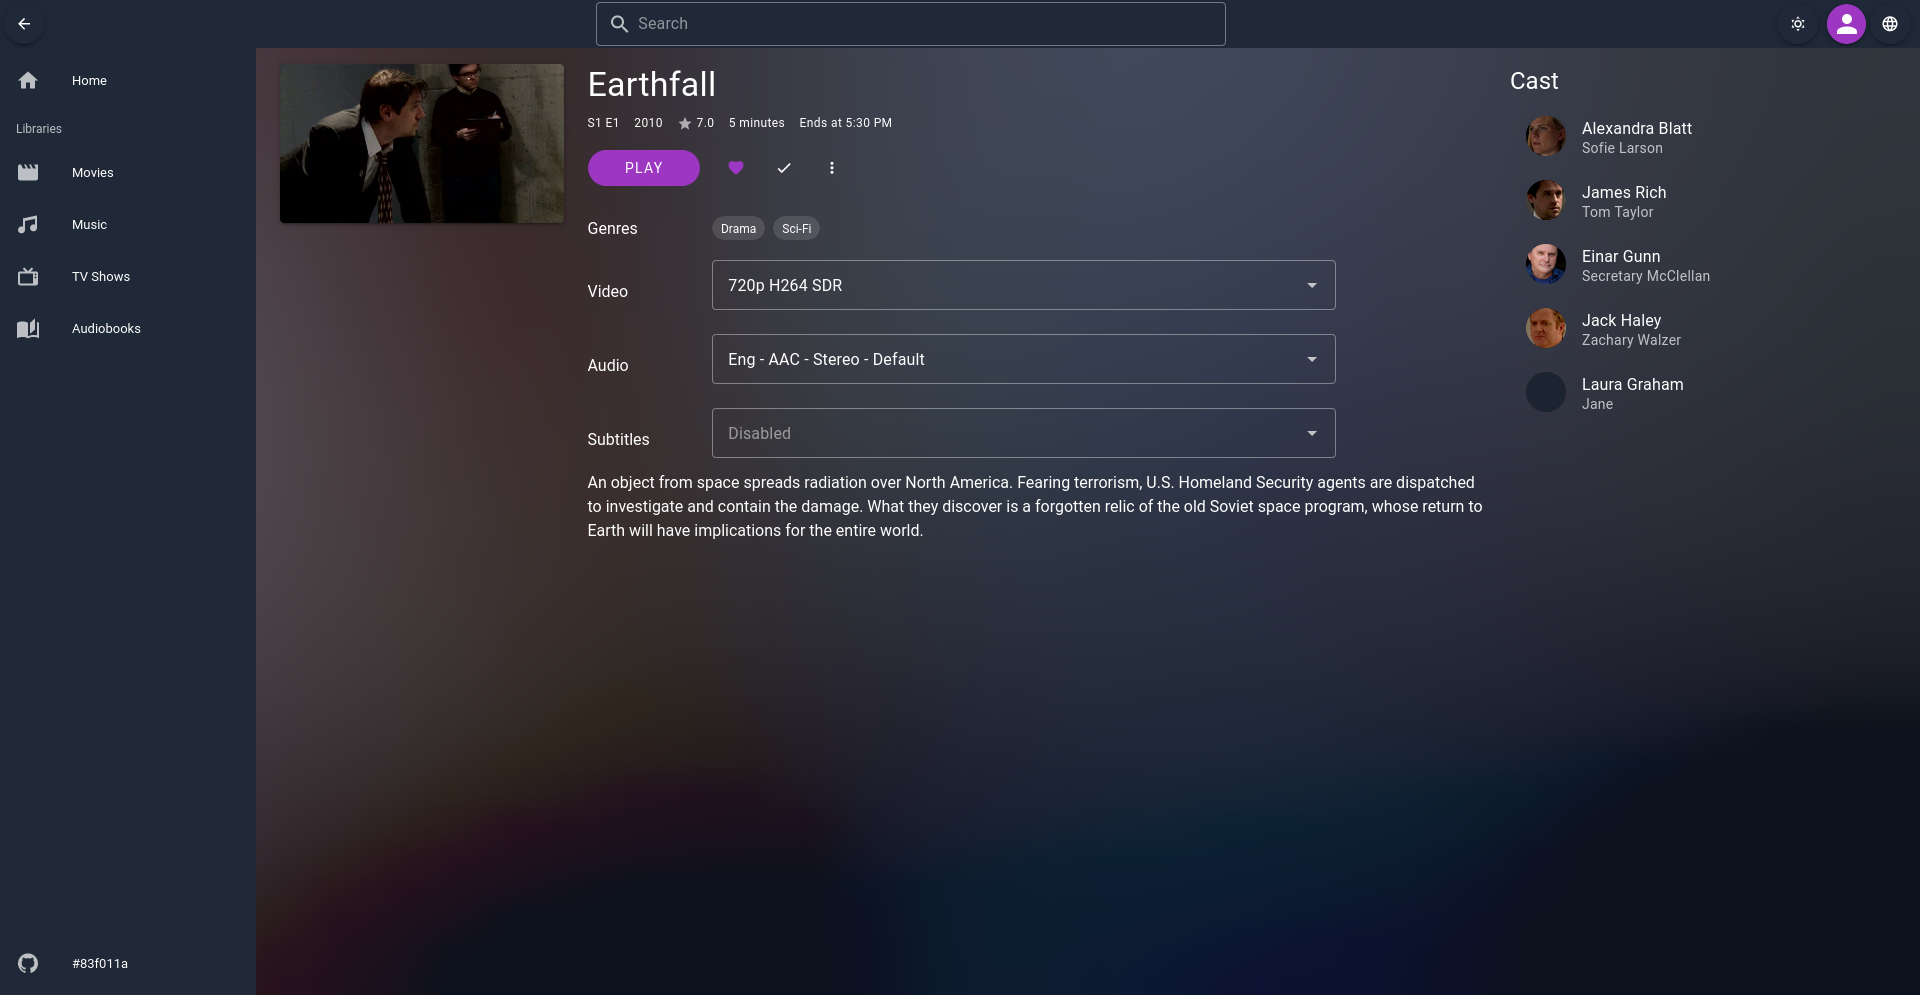 Search
Home
Libraries
Movies
Music
TV Shows
Audiobooks
#83f011a
Earthfall
S1 E1 2010 7.0 5 minutes Ends at 5:30 PM
PLAY
Genres Drama Sci-Fi
Video 720p H264 SDR
Audio Eng - AAC - Stereo - Default
Subtitles Disabled
An object from space spreads radiation over North America. Fearing terrorism, U.S. Homeland Security agents are dispatched
to investigate and contain the damage. What they discover is a forgotten relic of the old Soviet space program, whose return to
Earth will have implications for the entire world.
Cast
Alexandra Blatt
Sofie Larson
James Rich
Tom Taylor
Einar Gunn
Secretary McClellan
Jack Haley
Zachary Walzer
Laura Graham
Jane